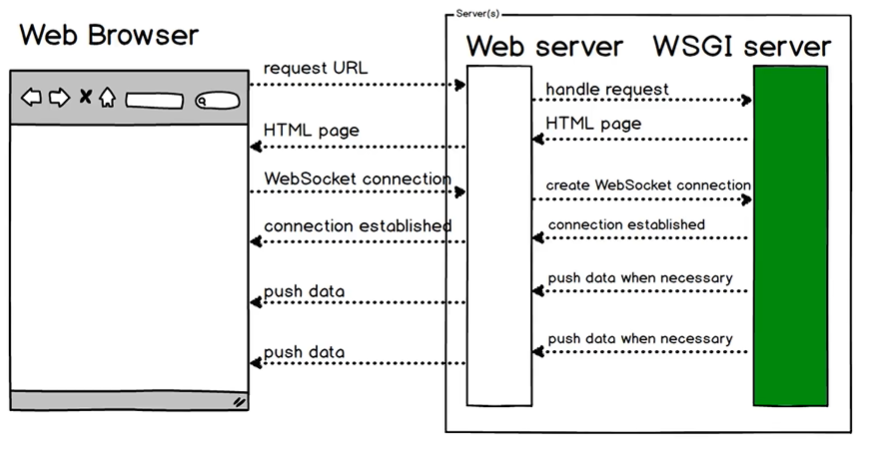 Server(s)
Web Browser
Web server
WSGI server
request URL
handle request
HTML page
HTML page
WebSocket connection
create WebSocket connection
connection established
connection established
push data
push data when necessary
push data
push data when necessary